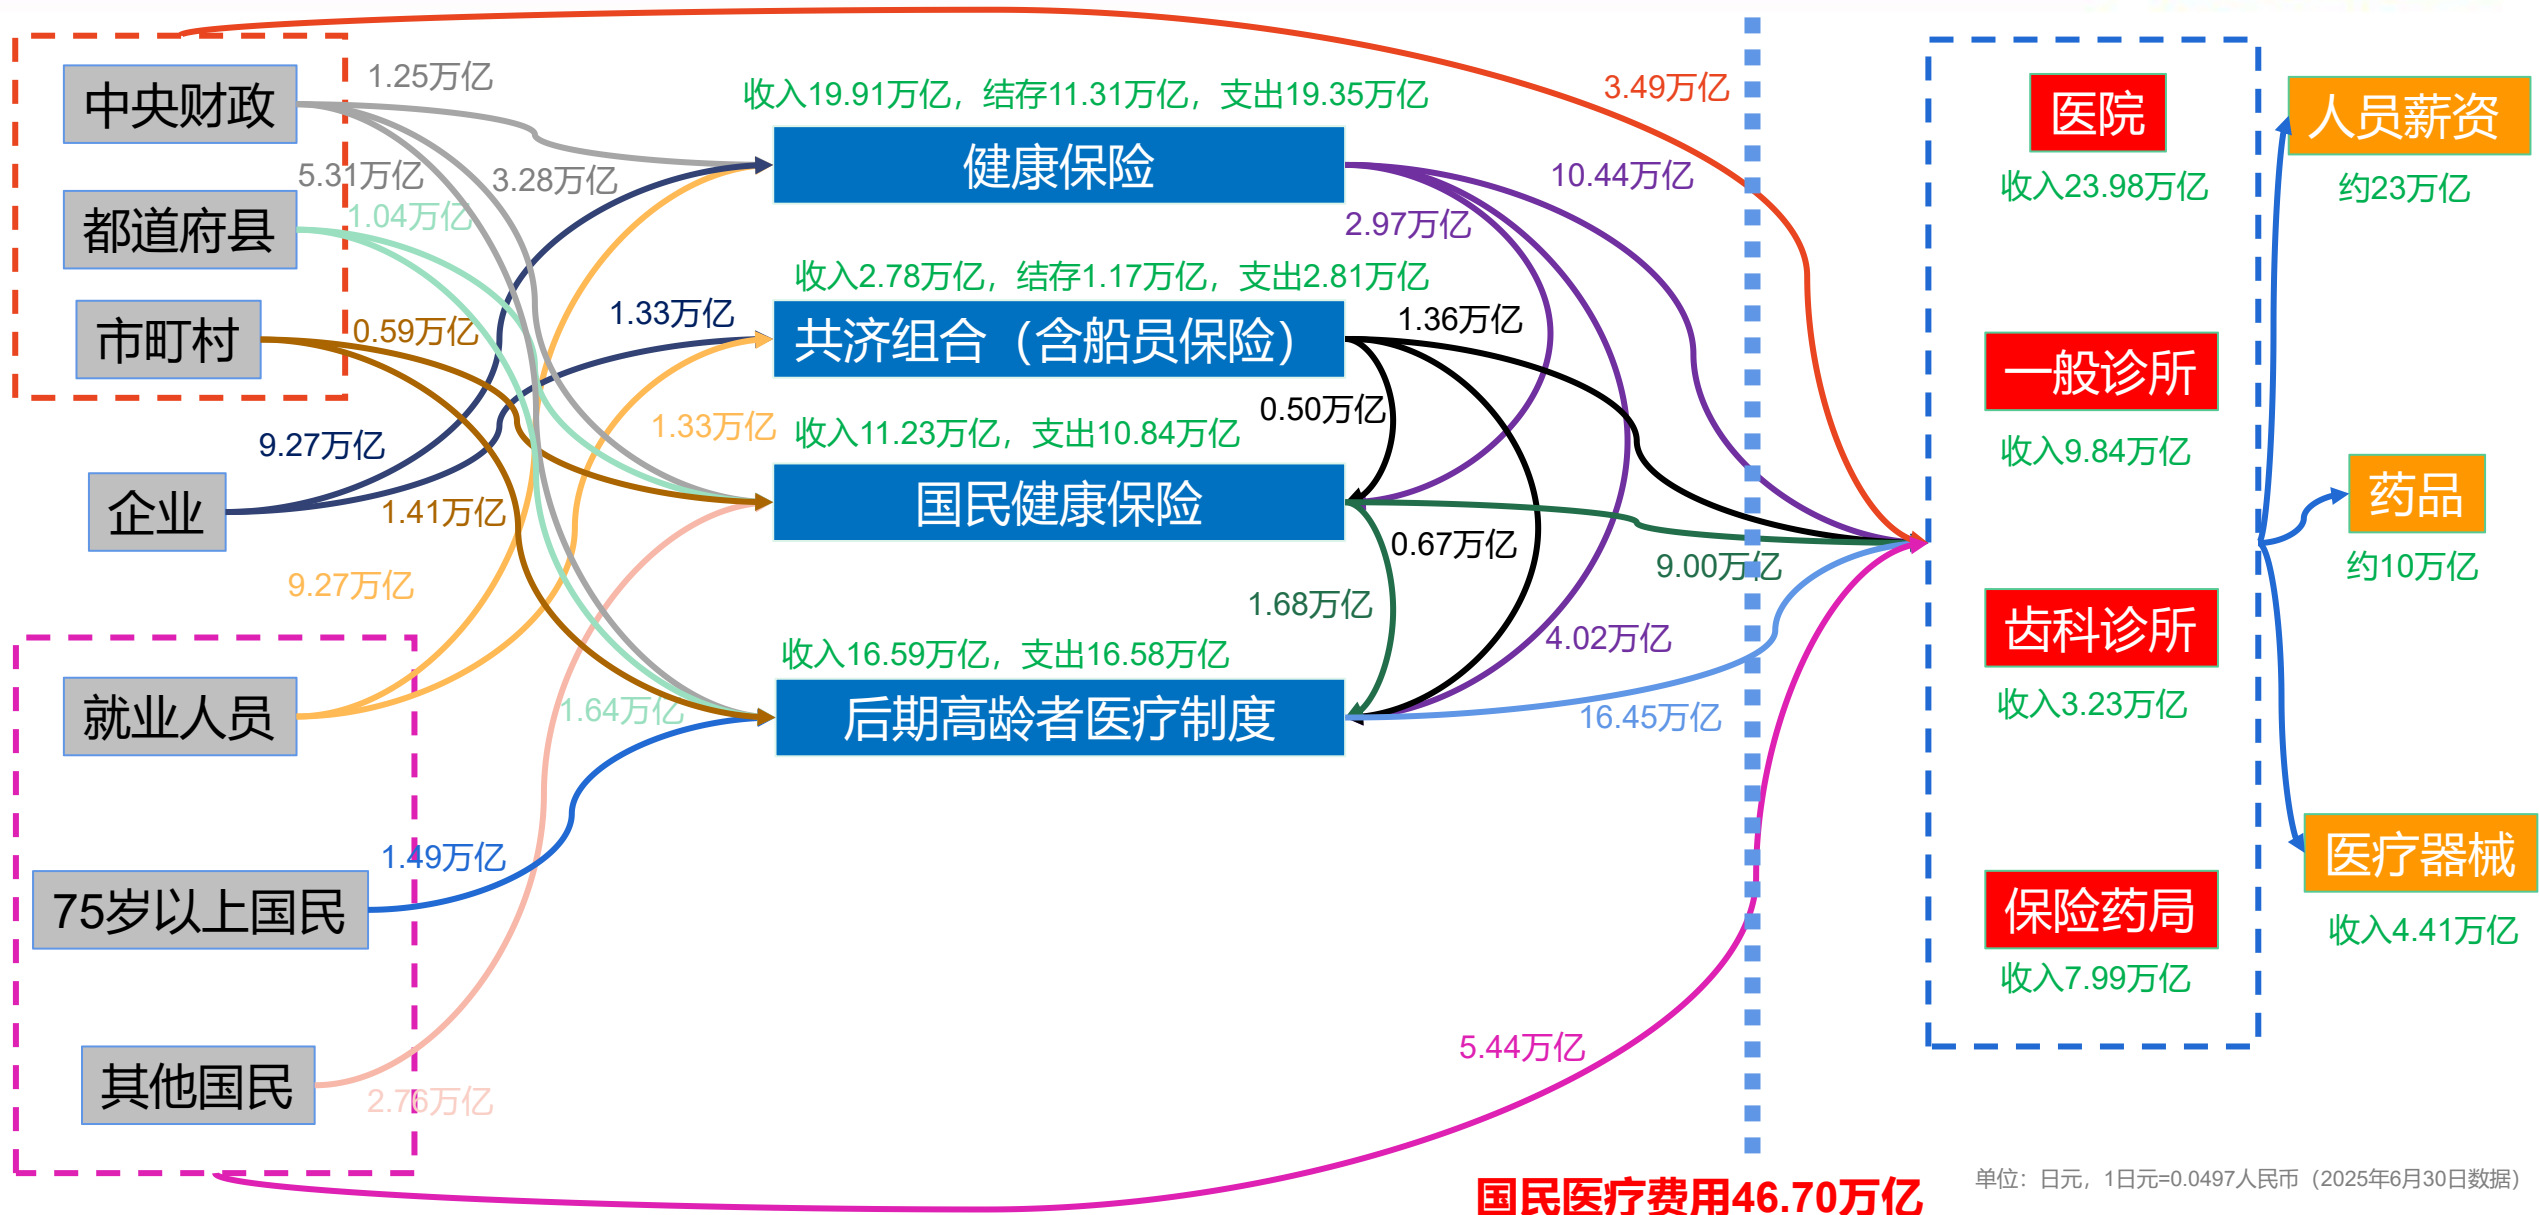 中央财政
都道府县
市町村
企业
就业人员
75岁以上国民
其他国民
1.25万亿
5.31万亿
3.28万亿
1.04万亿
0.59万亿
9.27万亿
1.41万亿
9.27万亿
1.33万亿
1.33万亿
1.64万亿
1.49万亿
2.76万亿
收入19.91万亿，结存11.31万亿，支出19.35万亿
健康保险
收入2.78万亿，结存1.17万亿，支出2.81万亿
共济组合（含船员保险）
收入11.23万亿，支出10.84万亿
国民健康保险
收入16.59万亿，支出16.58万亿
后期高龄者医疗制度
3.49万亿
10.44万亿
2.97万亿
1.36万亿
0.50万亿
0.67万亿
9.00万亿
1.68万亿
4.02万亿
16.45万亿
5.44万亿
医院
收入23.98万亿
一般诊所
收入9.84万亿
齿科诊所
收入3.23万亿
保险药局
收入7.99万亿
人员薪资
约23万亿
药品
约10万亿
医疗器械
收入4.41万亿
国民医疗费用46.70万亿
单位：日元，1日元=0.0497人民币（2025年6月30日数据）